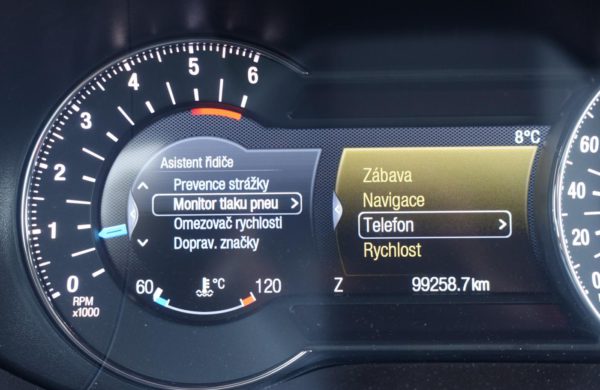 6
5
4
3
2
1
0
RPM
x1000
Asistent řidiče
Prevence strážky
Monitor tlaku pneu
Omezovač rychlosti
Doprav. značky
60 °C 120
8°C
Zábava
Navigace
Telefon
Rychlost
Z 99258.7km
60
40
20
0